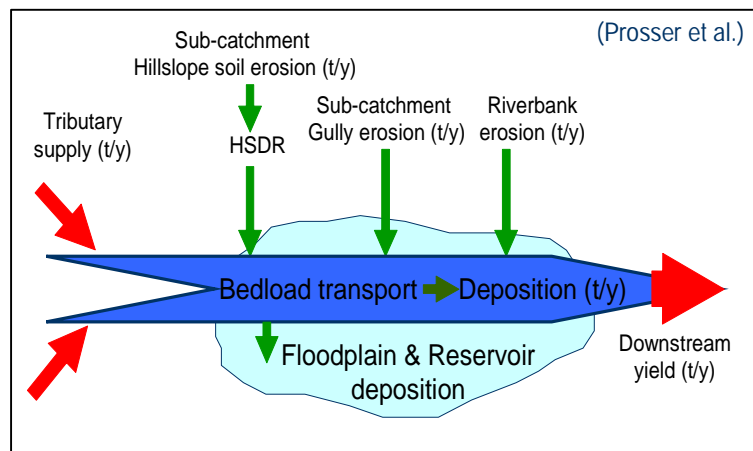 (Prosser et al.)
Sub-catchment
Hillslope soil erosion (t/y)
Tributary
supply (t/y)
HSDR
Sub-catchment
Gully erosion (t/y)
Riverbank
erosion (t/y)
Bedload transport
Deposition (t/y)
Floodplain & Reservoir
deposition
Downstream
yield (t/y)